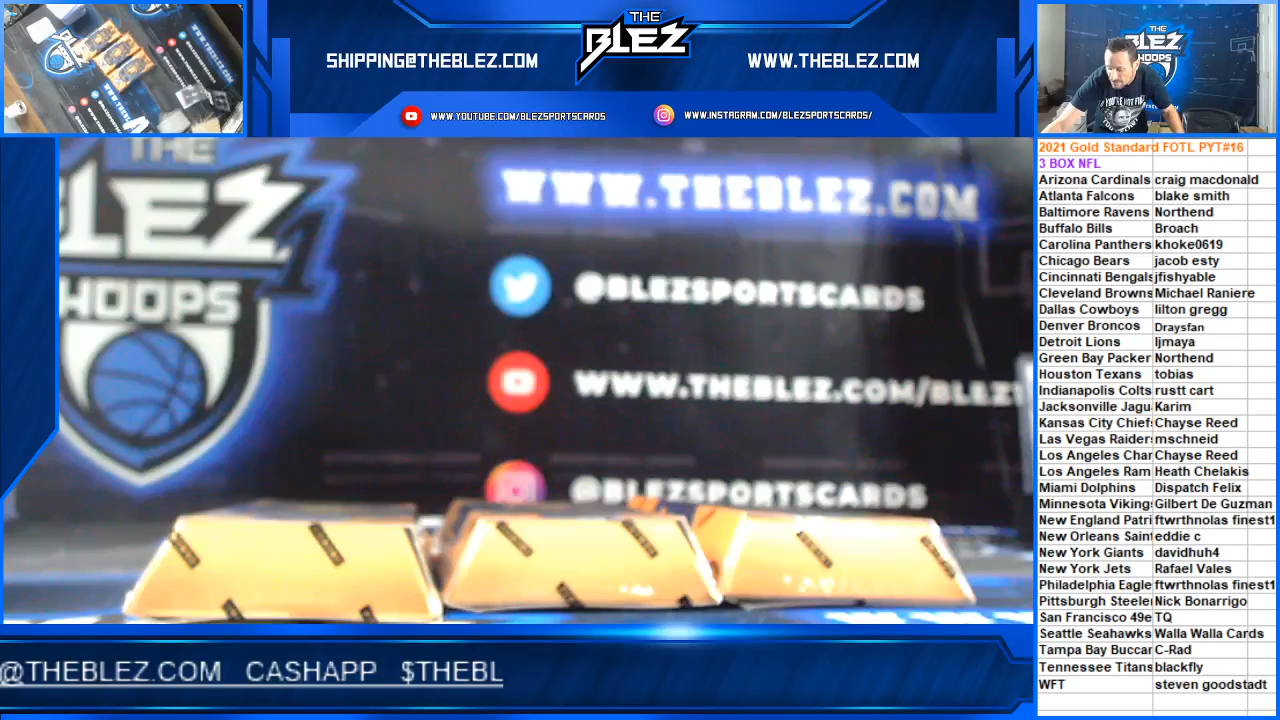 THE
BLEZ
SHIPPING@THEBLEZ.COM
WWW.THEBLEZ.COM
WWW.YOUTUBE.COM/BLEZSPORTSCARDS
WWW.INSTAGRAM.COM/BLEZSPORTSCARDS/
THE
BLEZ
HOOPS
THE
LEZ
HOOPS
WWW.THEBLEZ.COM
@BLEZSPORTSCARDS
WWW.THEBLEZ.COM/BLEZ
@BLEZSPORTSCARDS
2021 Gold Standard FOTL PYT#16
3 BOX NFL
Arizona Cardinals craig macdonald
Atlanta Falcons blake smith
Baltimore Ravens Northend
Buffalo Bills Broach
Carolina Panthers khoke0619
Chicago Bears jacob esty
Cincinnati Bengals jfishyable
Cleveland Browns Michael Raniere
Dallas Cowboys lilton gregg
Denver Broncos Draysfan
Detroit Lions ljmaya
Green Bay Packer Northend
Houston Texans tobias
Indianapolis Colts rustt cart
Jacksonville Jagu Karim
Kansas City Chief Chayse Reed
Las Vegas Raider mschneid
Los Angeles Char Chayse Reed
Los Angeles Ram Heath Chelakis
Miami Dolphins Dispatch Felix
Minnesota Viking Gilbert De Guzman
New England Patri ftwrthnolas finest1
New Orleans Saint eddie c
New York Giants davidhuh4
New York Jets Rafael Vales
Philadelphia Eagle ftwrthnolas finest1
Pittsburgh Steeler Nick Bonarrigo
San Francisco 49e TQ
Seattle Seahawks Walla Walla Cards
Tampa Bay Buccar C-Rad
Tennessee Titans blackfly
WFT steven goodstadt
@THEBLEZ.COM CASHAPP $THEBL